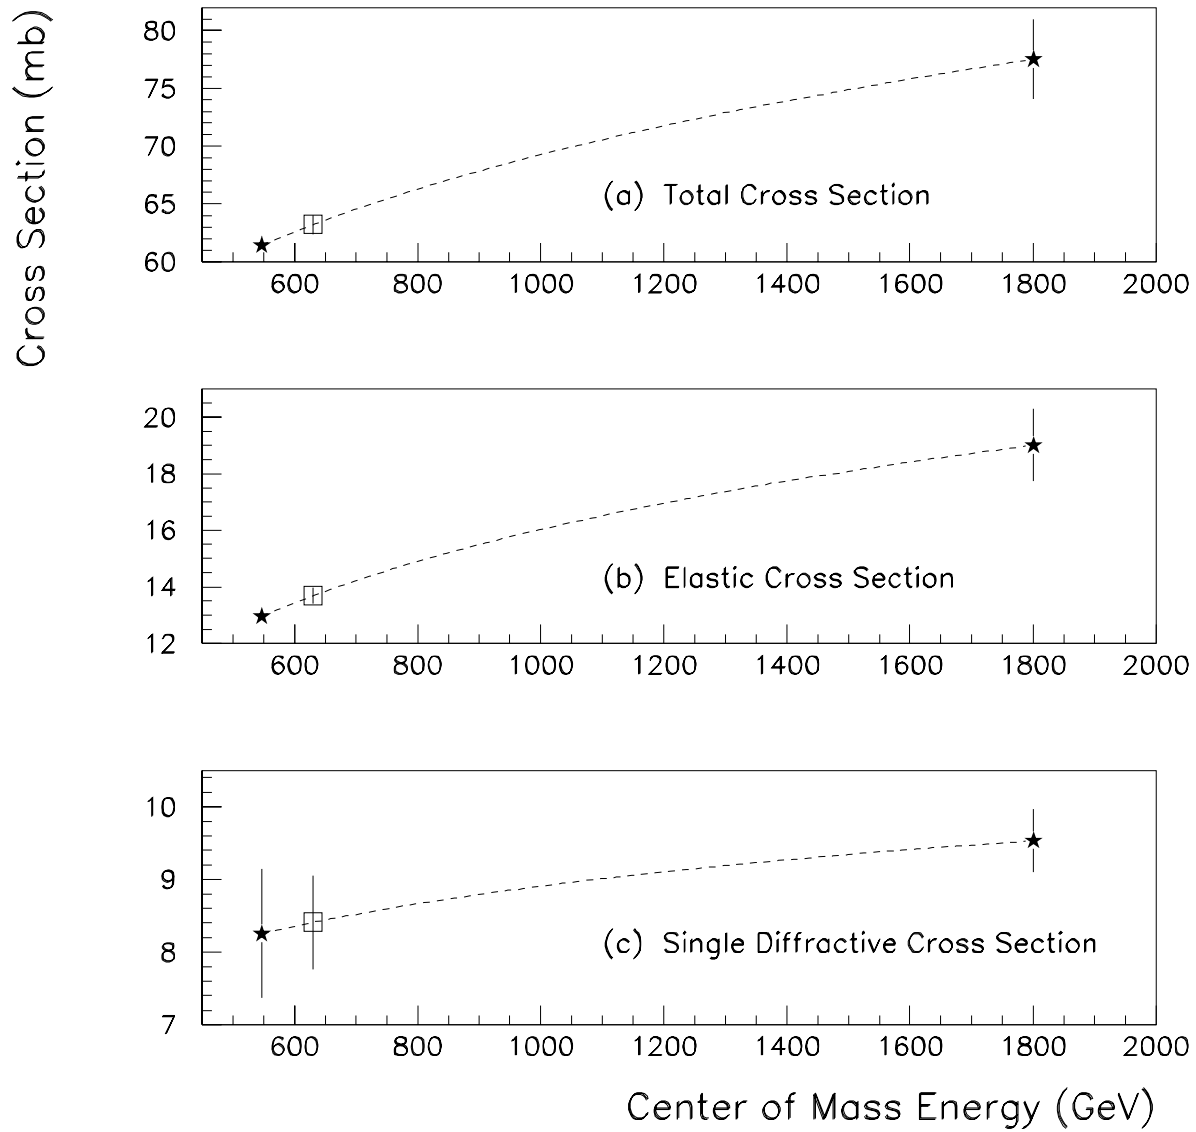 Cross Section (mb)
80
75
70
65
60
(a) Total Cross Section
600 800 1000 1200 1400 1600 1800 2000
20
18
16
14
12
(b) Elastic Cross Section
600 800 1000 1200 1400 1600 1800 2000
10
9
8
7
(c) Single Diffractive Cross Section
600 800 1000 1200 1400 1600 1800 2000
Center of Mass Energy (GeV)